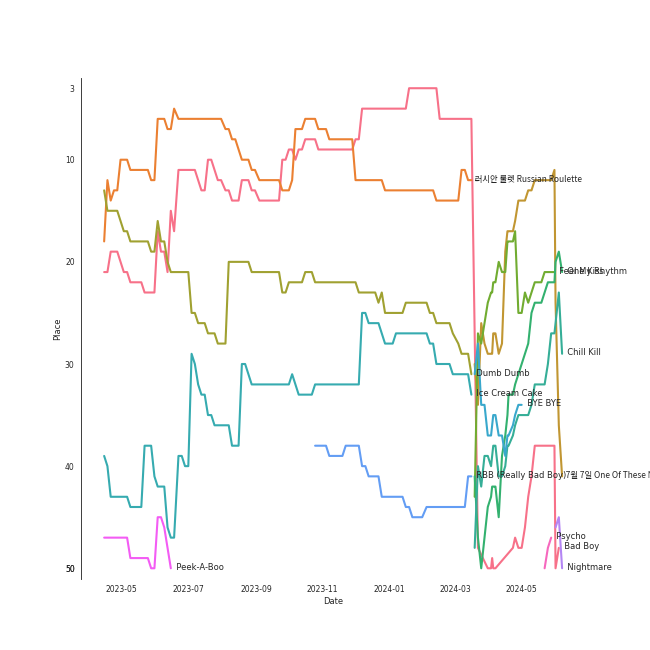 3
10
러시안 룰렛 Russian Roulette
20
Feel My Rhythm
30
Chill Kill
Dumb Dumb
Ice Cream Cake
BYE BYE
40
RBB (Really Bad Boy)
7월 7일 One Of These N
Psycho
Bad Boy
50
Peek-A-Boo
Nightmare
Place
2023-05
2023-07
2023-09
2023-11
2024-01
2024-03
2024-05
Date